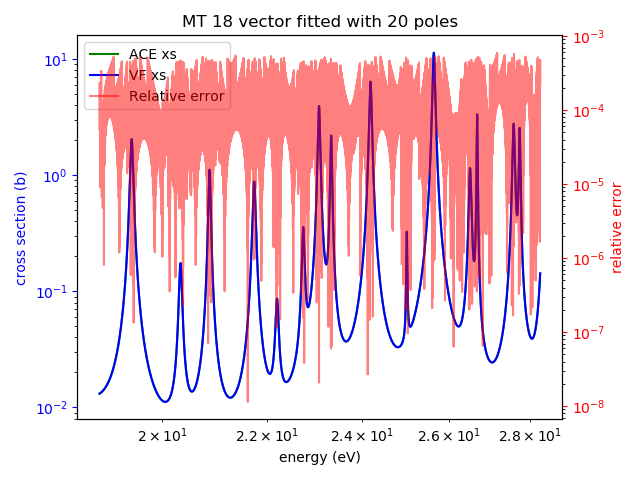 MT 18 vector fitted with 20 poles
ACE xs
VF xs
Relative error
cross section (b)
10¹
10⁰
10⁻¹
10⁻²
relative error
10⁻³
10⁻⁴
10⁻⁵
10⁻⁶
10⁻⁷
10⁻⁸
2 × 10¹
2.2 × 10¹
2.4 × 10¹
2.6 × 10¹
2.8 × 10¹
energy (eV)